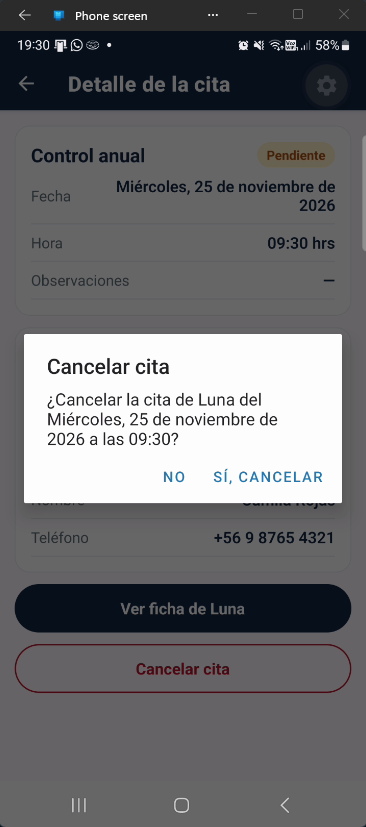 Phone screen
19:30
58%
Detalle de la cita
Control anual
Pendiente
Fecha
Miércoles, 25 de noviembre de
2026
Hora
09:30 hrs
Observaciones
—
Cancelar cita
¿Cancelar la cita de Luna del
Miércoles, 25 de noviembre de
2026 a las 09:30?
NO
SÍ, CANCELAR
Teléfono
+56 9 8765 4321
Ver ficha de Luna
Cancelar cita